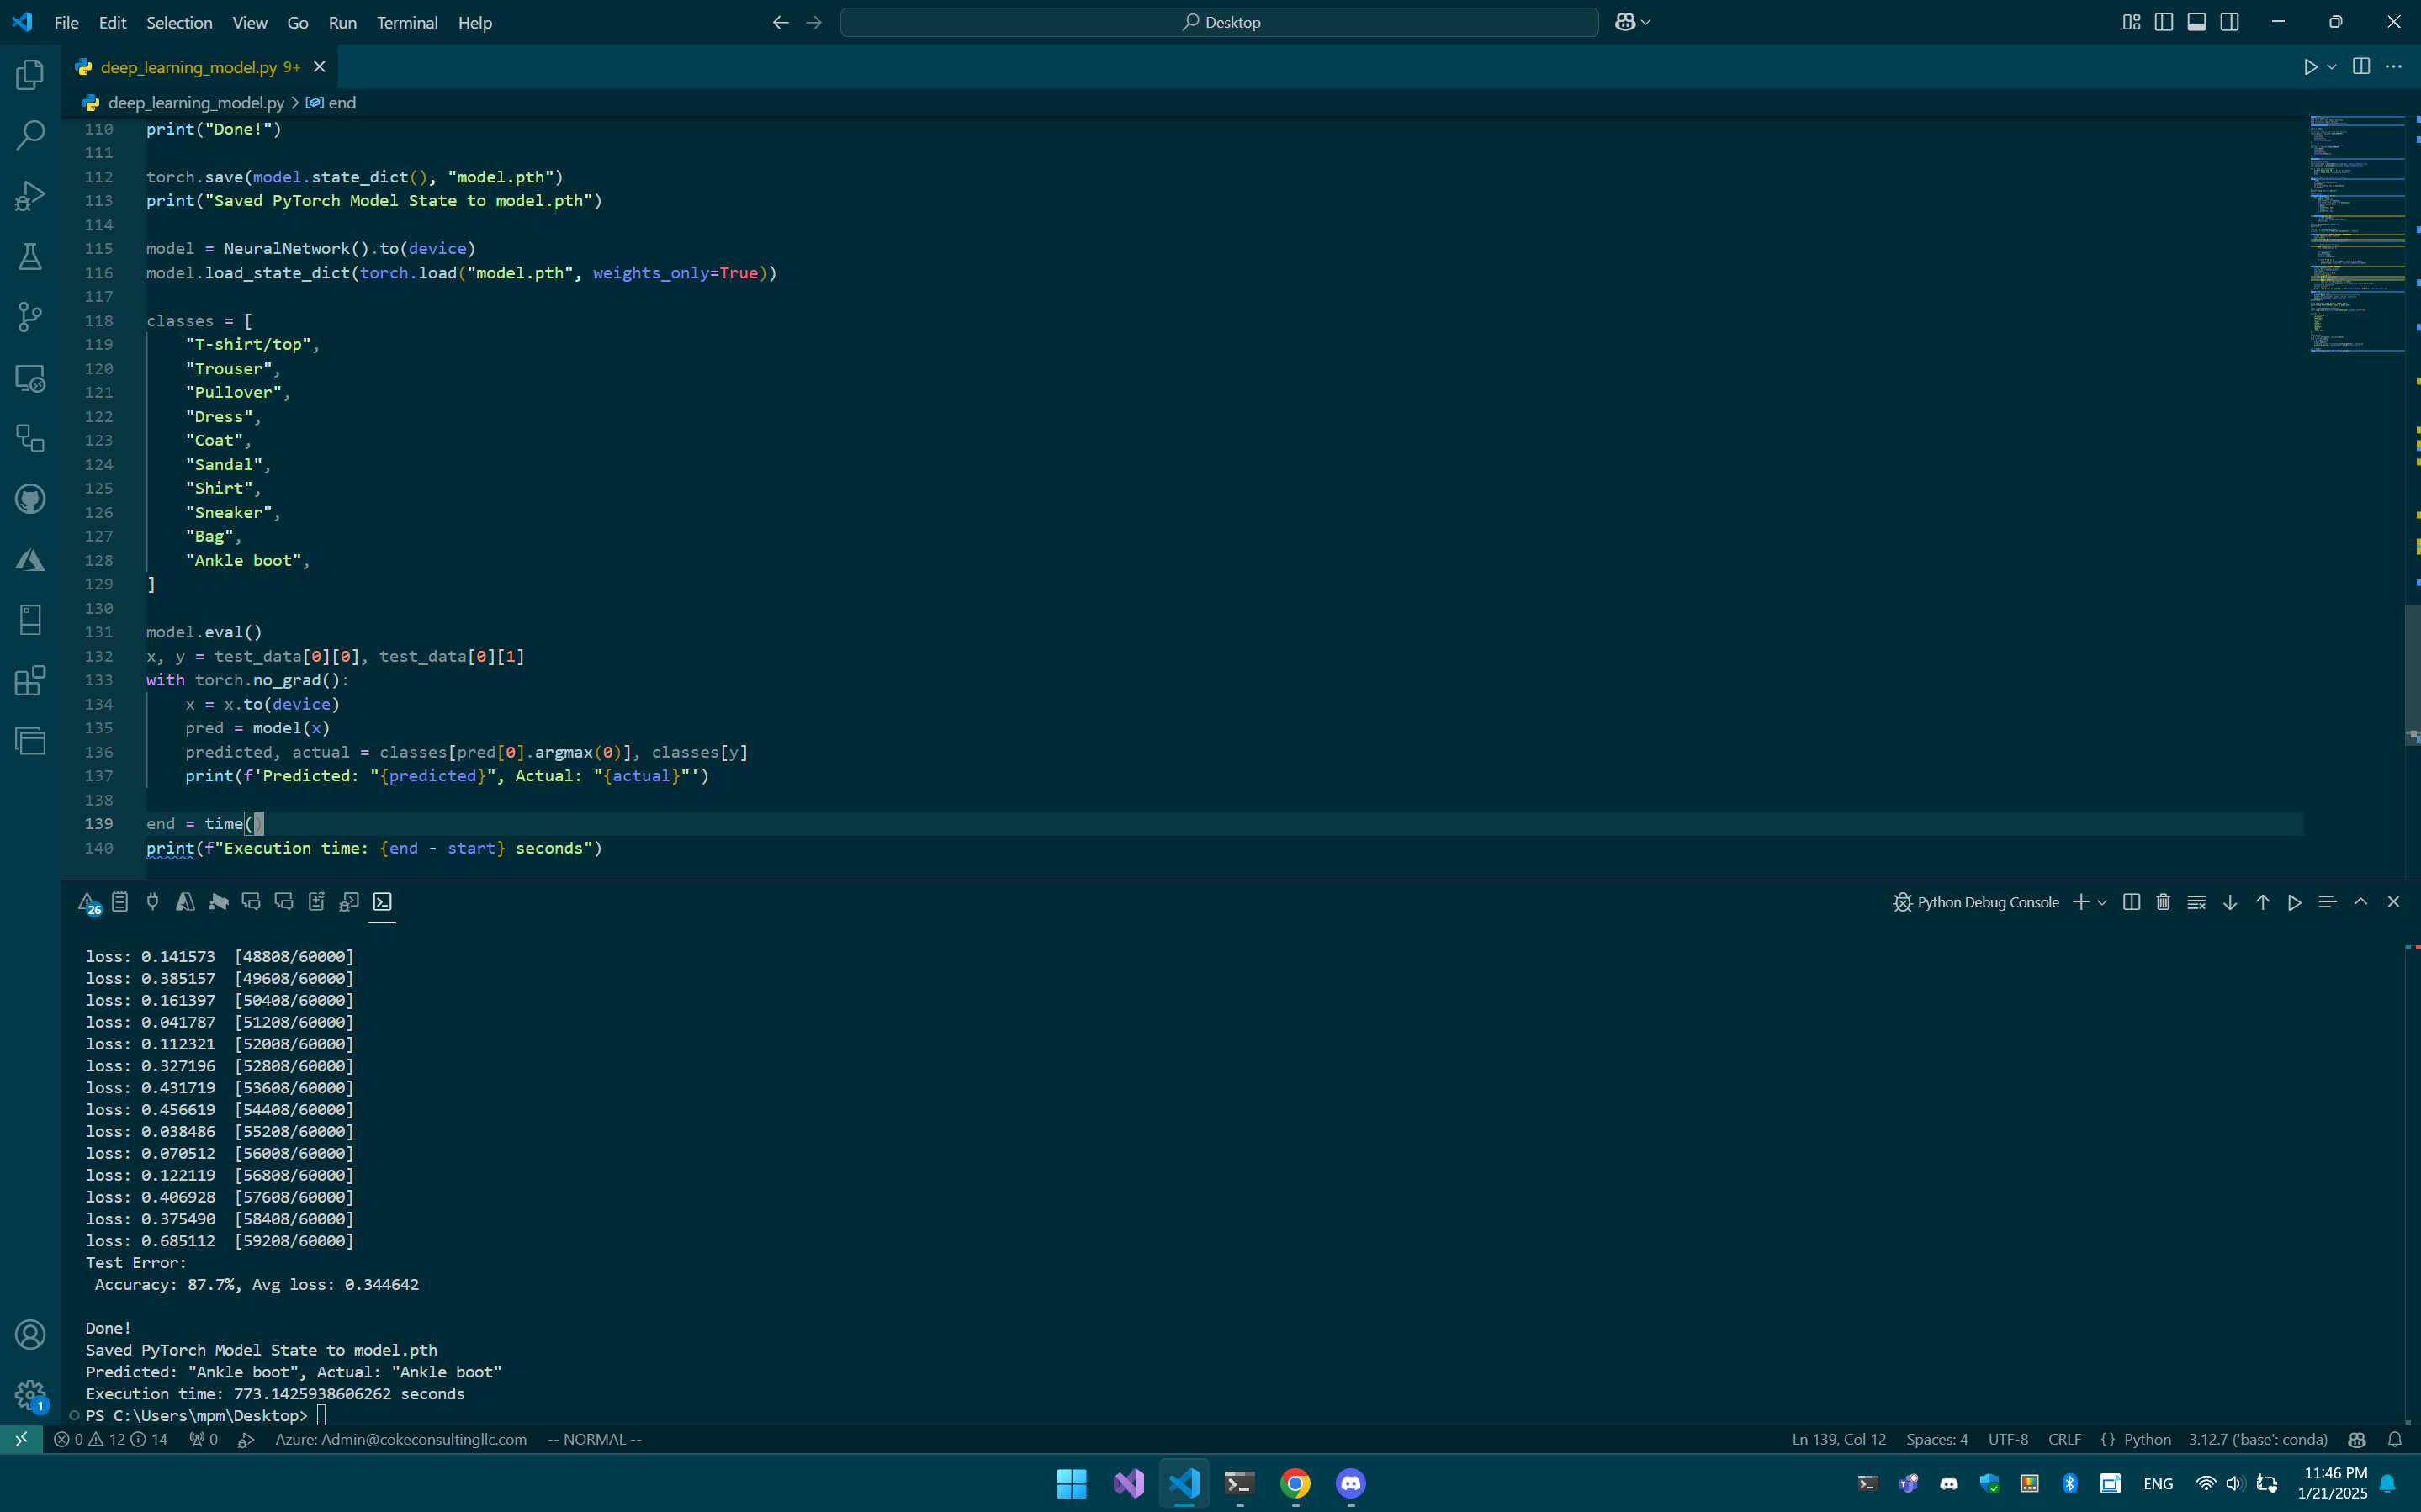 File Edit Selection View Go Run Terminal Help
Desktop
deep_learning_model.py 9+
deep_learning_model.py > end
110 print("Done!")
111
112 torch.save(model.state_dict(), "model.pth")
113 print("Saved PyTorch Model State to model.pth")
114
115 model = NeuralNetwork().to(device)
116 model.load_state_dict(torch.load("model.pth", weights_only=True))
117
118 classes = [
119     "T-shirt/top",
120     "Trouser",
121     "Pullover",
122     "Dress",
123     "Coat",
124     "Sandal",
125     "Shirt",
126     "Sneaker",
127     "Bag",
128     "Ankle boot",
129 ]
130
131 model.eval()
132 x, y = test_data[0][0], test_data[0][1]
133 with torch.no_grad():
134     x = x.to(device)
135     pred = model(x)
136     predicted, actual = classes[pred[0].argmax(0)], classes[y]
137     print(f'Predicted: "{predicted}", Actual: "{actual}"')
138
139 end = time()
140 print(f"Execution time: {end - start} seconds")
26
Python Debug Console
loss: 0.141573  [48808/60000]
loss: 0.385157  [49608/60000]
loss: 0.161397  [50408/60000]
loss: 0.041787  [51208/60000]
loss: 0.112321  [52008/60000]
loss: 0.327196  [52808/60000]
loss: 0.431719  [53608/60000]
loss: 0.456619  [54408/60000]
loss: 0.038486  [55208/60000]
loss: 0.070512  [56008/60000]
loss: 0.122119  [56808/60000]
loss: 0.406928  [57608/60000]
loss: 0.375490  [58408/60000]
loss: 0.685112  [59208/60000]
Test Error:
 Accuracy: 87.7%, Avg loss: 0.344642
Done!
Saved PyTorch Model State to model.pth
Predicted: "Ankle boot", Actual: "Ankle boot"
Execution time: 773.1425938606262 seconds
PS C:\Users\mpm\Desktop>
1
0 12 14 0 Azure: Admin@cokeconsultingllc.com -- NORMAL -- Ln 139, Col 12 Spaces: 4 UTF-8 CRLF {} Python 3.12.7 ('base': conda)
ENG
11:46 PM
1/21/2025